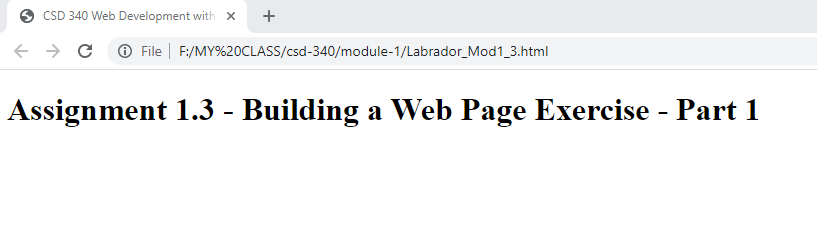 CSD 340 Web Development with
File
F:/MY%20CLASS/csd-340/module-1/Labrador_Mod1_3.html
Assignment 1.3 - Building a Web Page Exercise - Part 1